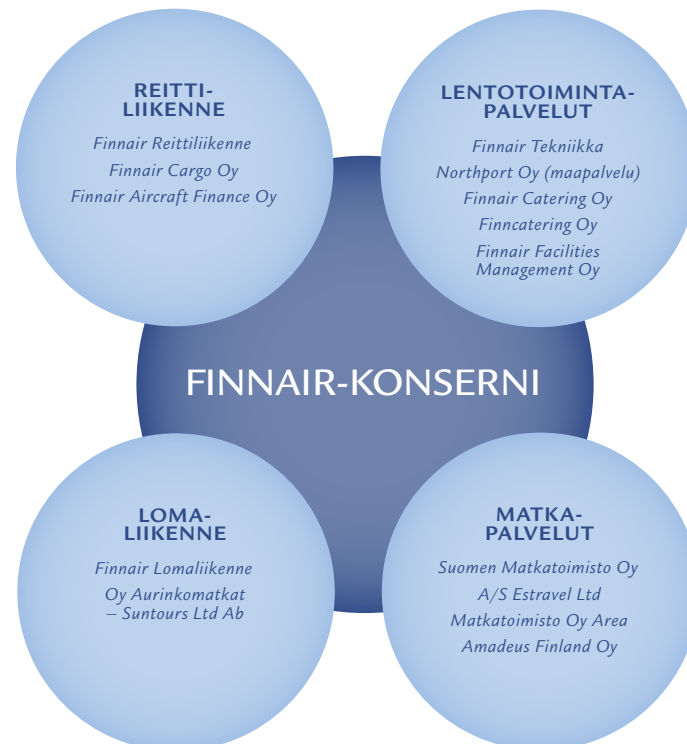 REITTI-
LIIKENNE
Finnair Reittiliikenne
Finnair Cargo Oy
Finnair Aircraft Finance Oy
LENTOTOIMINTA-
PALVELUT
Finnair Tekniikka
Northport Oy (maapalvelu)
Finnair Catering Oy
Finncatering Oy
Finnair Facilities
Management Oy
FINNAIR-KONSERNI
LOMA-
LIIKENNE
Finnair Lomaliikenne
Oy Aurinkomatkat
– Suntours Ltd Ab
MATKA-
PALVELUT
Suomen Matkatoimisto Oy
A/S Estravel Ltd
Matkatoimisto Oy Area
Amadeus Finland Oy